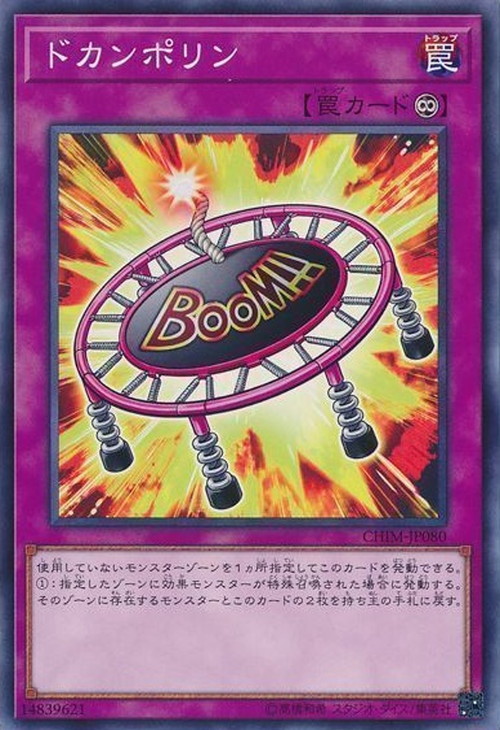 ドカンポリン
トラップ
罠
トラップ
【罠カード】
BOOM!!
CHIM-JP080
使用していないモンスターゾーンを1ヵ所指定してこのカードを発動できる。
①:指定したゾーンに効果モンスターが特殊召喚された場合に発動する。
そのゾーンに存在するモンスターとこのカードの2枚を持ち主の手札に戻す。
14839621
©高橋和希 スタジオ・ダイス/集英社